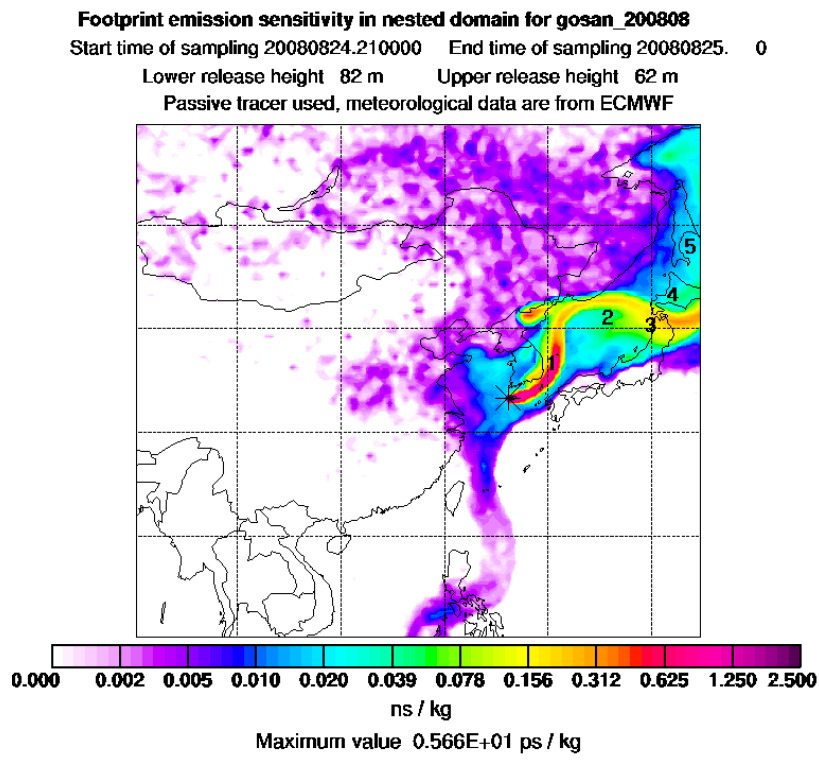 Footprint emission sensitivity in nested domain for gosan_200808
Start time of sampling 20080824.210000 End time of sampling 20080825. 0
Lower release height 82 m Upper release height 62 m
Passive tracer used, meteorological data are from ECMWF
5
4
2
3
1
0.000 0.002 0.005 0.010 0.020 0.039 0.078 0.156 0.312 0.625 1.250 2.500
ns / kg
Maximum value 0.566E+01 ps / kg